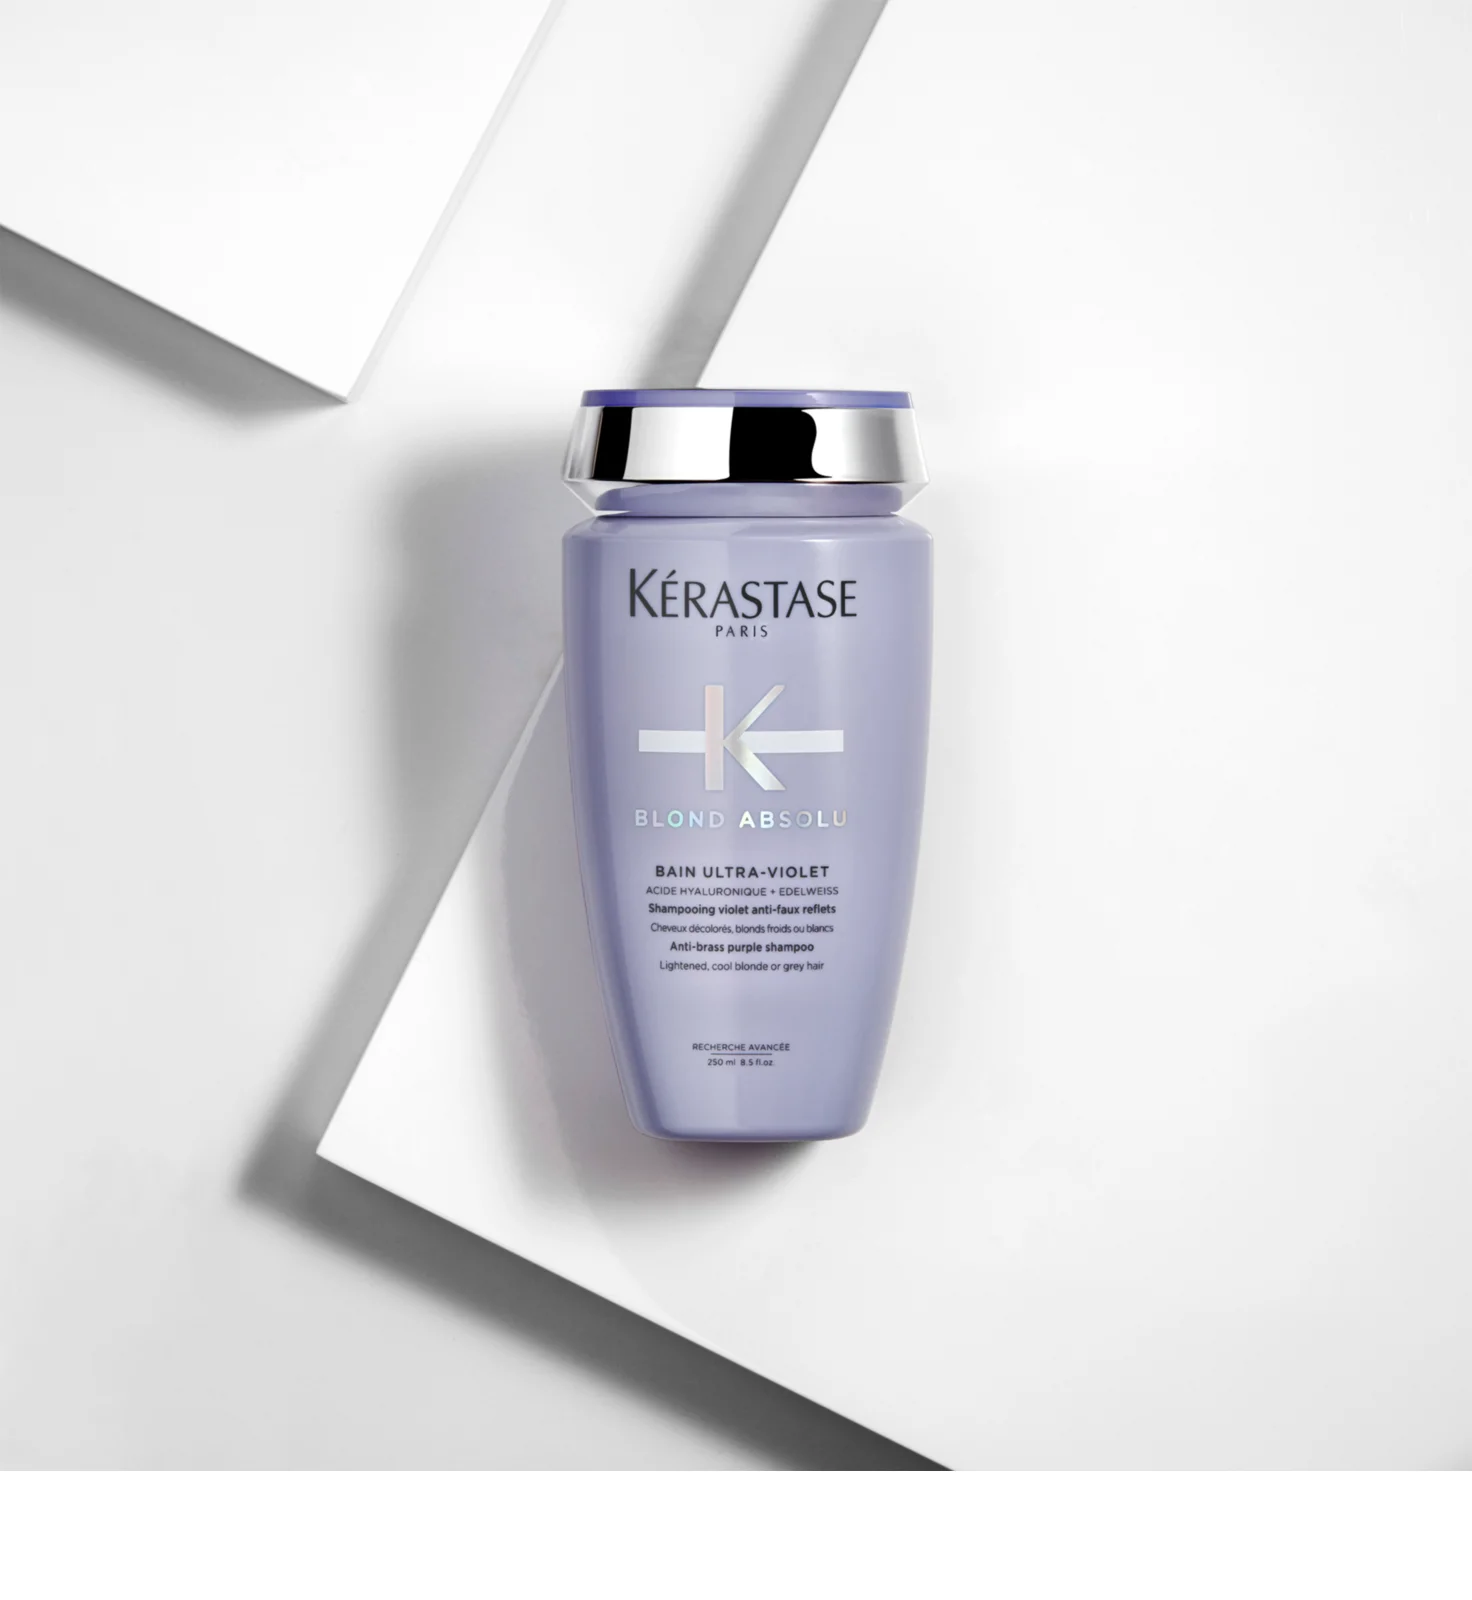 KÉRASTASE
PARIS
K
BLOND ABSOLU
BAIN ULTRA-VIOLET
ACIDE HYALURONIQUE + EDELWEISS
Shampooing violet anti-faux reflets
Cheveux décolorés, blonds froids ou blancs
Anti-brass purple shampoo
Lightened, cool blonde or grey hair
RECHERCHE AVANCÉE
250 ml 8.5 fl.oz